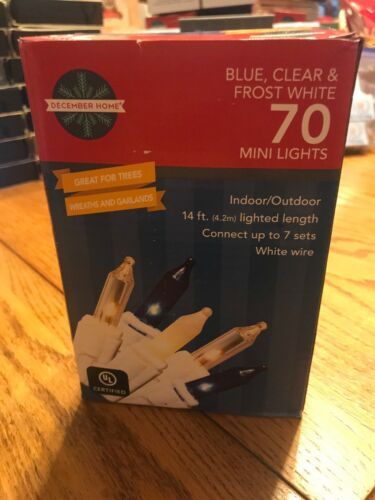 DECEMBER HOME
BLUE, CLEAR &
FROST WHITE
70
MINI LIGHTS
GREAT FOR TREES
WREATHS AND GARLANDS
Indoor/Outdoor
14 ft. (4.2m) lighted length
Connect up to 7 sets
White wire
UL
CERTIFIED